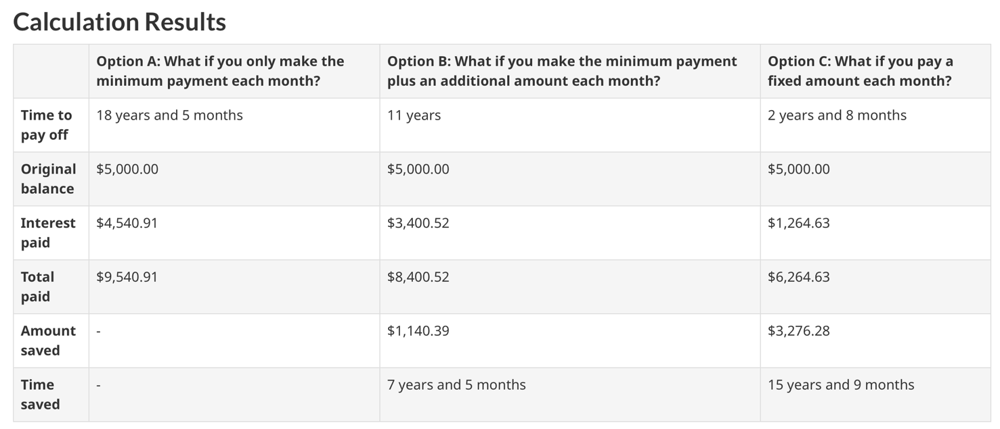 Calculation Results
Option A: What if you only make the
minimum payment each month?
Option B: What if you make the minimum payment
plus an additional amount each month?
Option C: What if you pay a
fixed amount each month?
Time to
pay off
18 years and 5 months
11 years
2 years and 8 months
Original
balance
$5,000.00
$5,000.00
$5,000.00
Interest
paid
$4,540.91
$3,400.52
$1,264.63
Total
paid
$9,540.91
$8,400.52
$6,264.63
Amount
saved
-
$1,140.39
$3,276.28
Time
saved
-
7 years and 5 months
15 years and 9 months